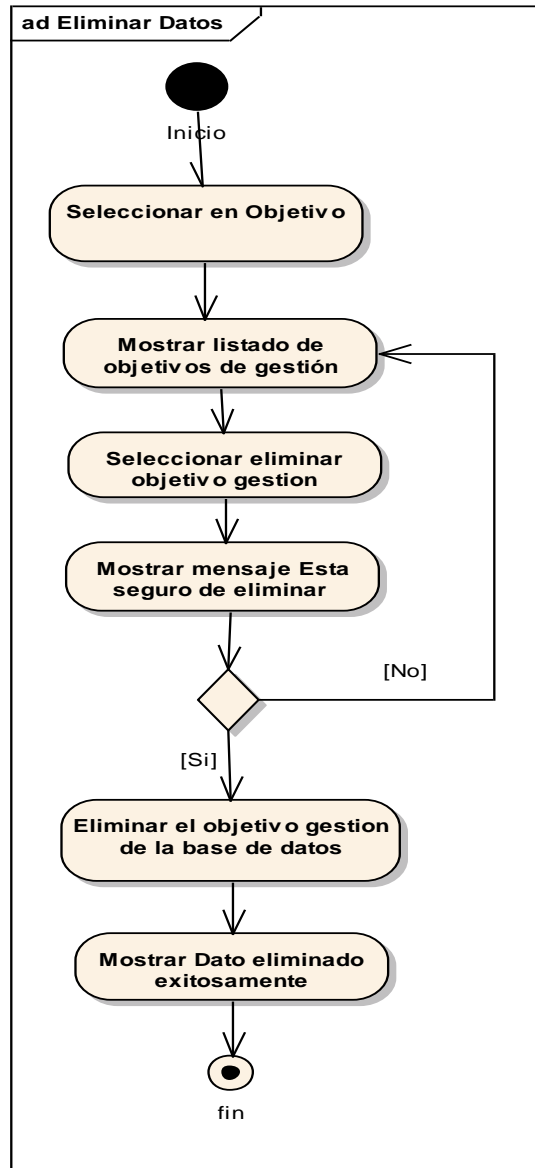 ad Eliminar Datos
Inicio
Seleccionar en Objetivo
Mostrar listado de
objetivos de gestión
Seleccionar eliminar
objetivo gestion
Mostrar mensaje Esta
seguro de eliminar
[No]
[Si]
Eliminar el objetivo gestion
de la base de datos
Mostrar Dato eliminado
exitosamente
fin